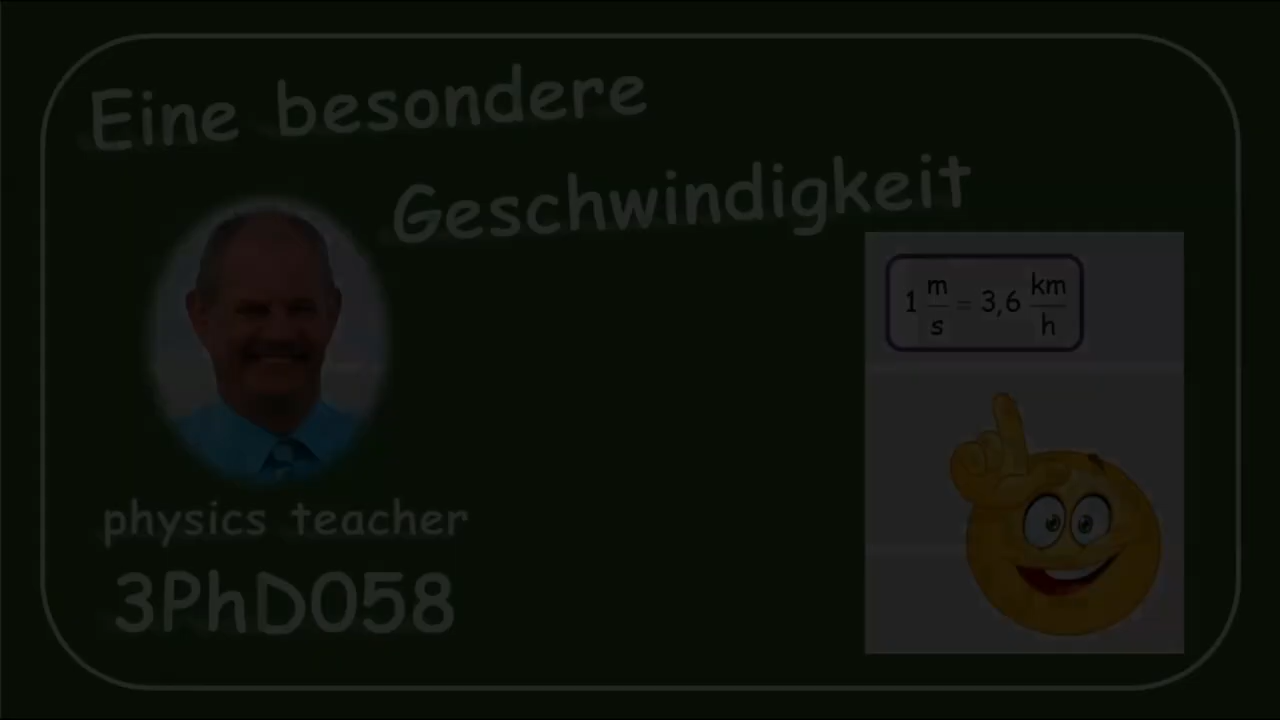 Eine besondere
Geschwindigkeit
1 m/s = 3,6 km/h
physics teacher
3PhD058